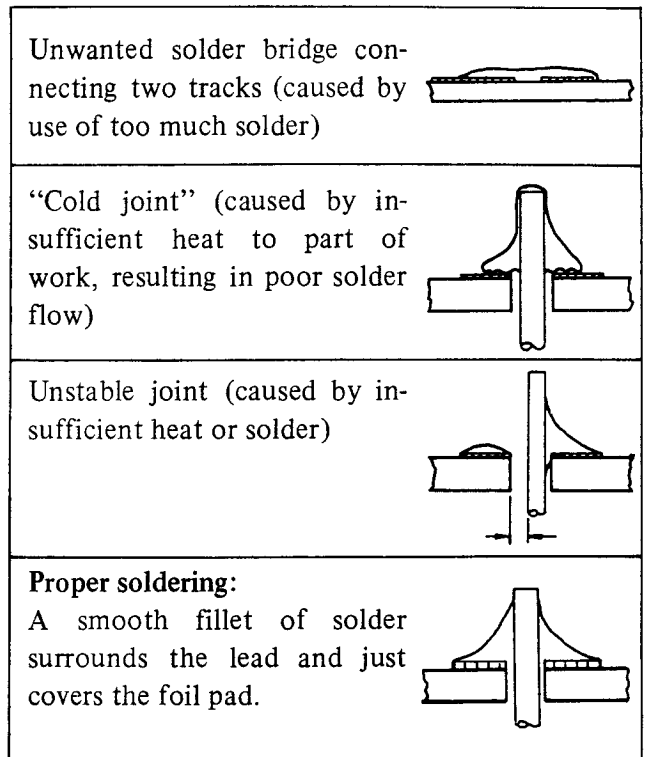 Unwanted solder bridge con-
necting two tracks (caused by
use of too much solder)
“Cold joint” (caused by in-
sufficient heat to part of
work, resulting in poor solder
flow)
Unstable joint (caused by in-
sufficient heat or solder)
Proper soldering:
A smooth fillet of solder
surrounds the lead and just
covers the foil pad.